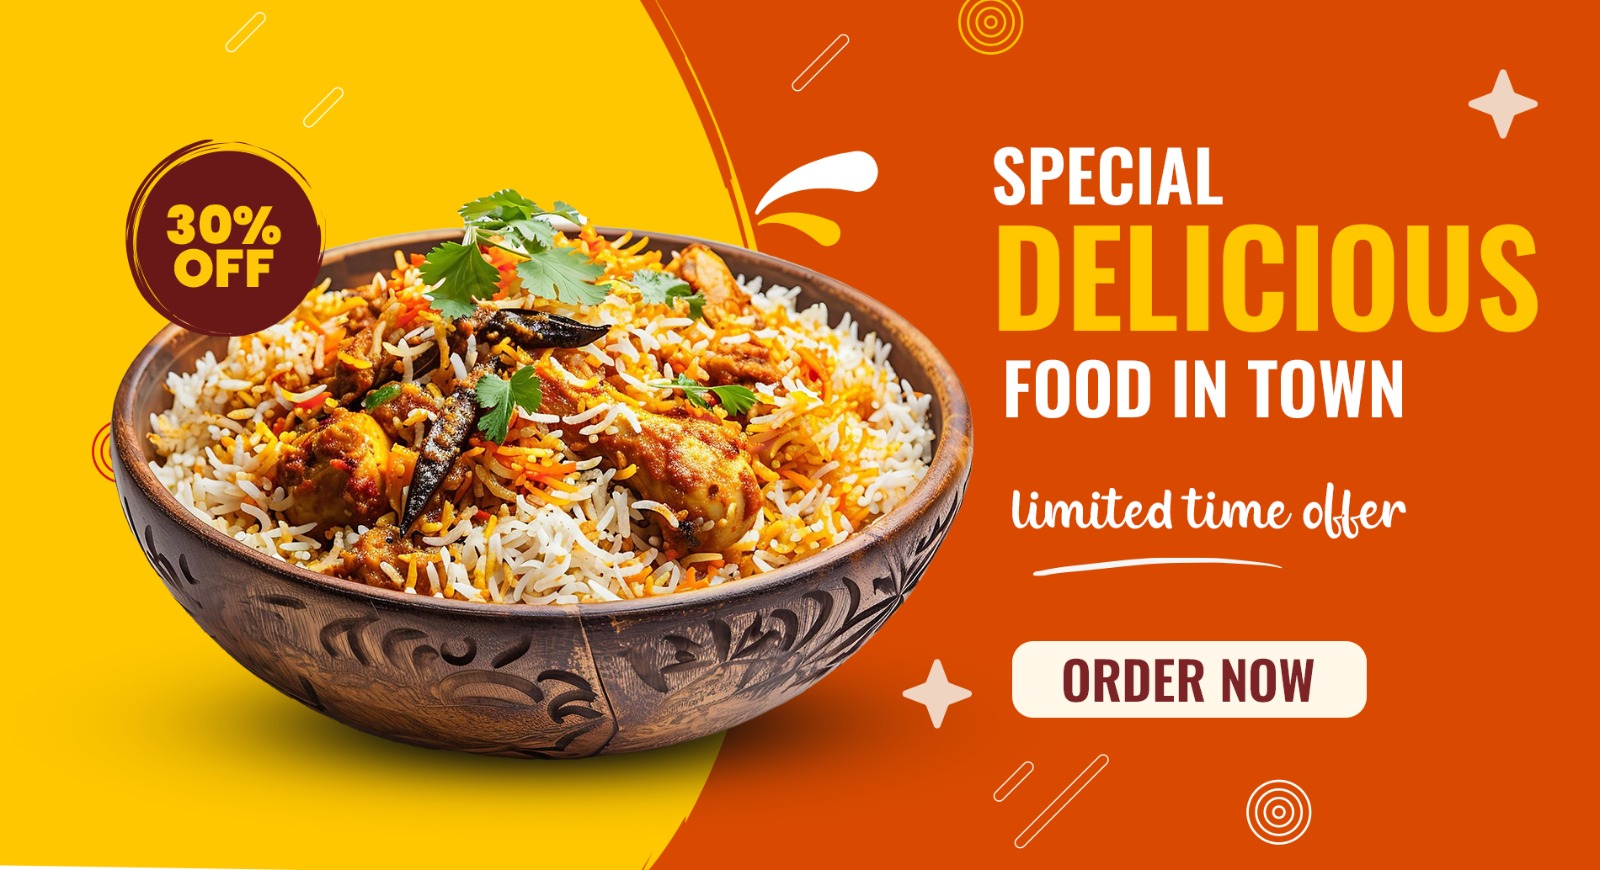 30%
OFF
SPECIAL
DELICIOUS
FOOD IN TOWN
limited time offer
ORDER NOW